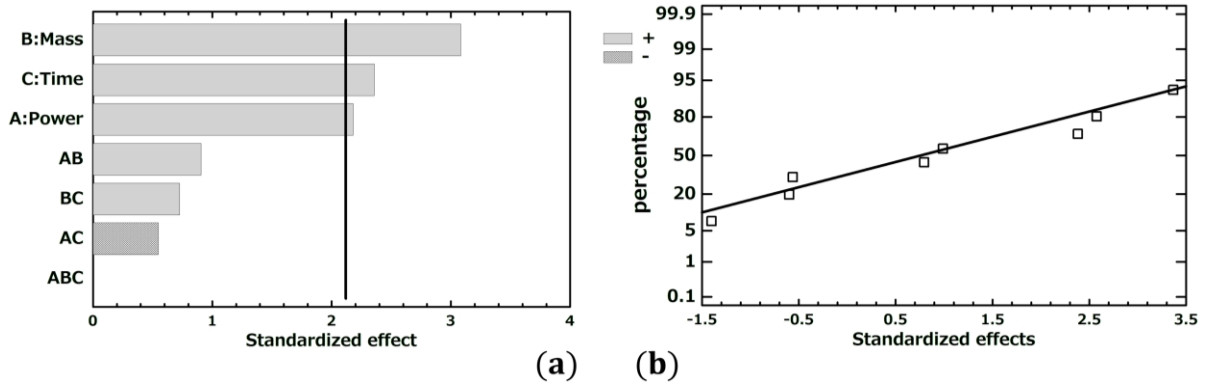 B:Mass
C:Time
A:Power
AB
BC
AC
ABC
0 1 2 3 4
Standardized effect
+
-
(a)
99.9
99
95
80
50
20
5
1
0.1
percentage
-1.5 -0.5 0.5 1.5 2.5 3.5
Standardized effects
(b)